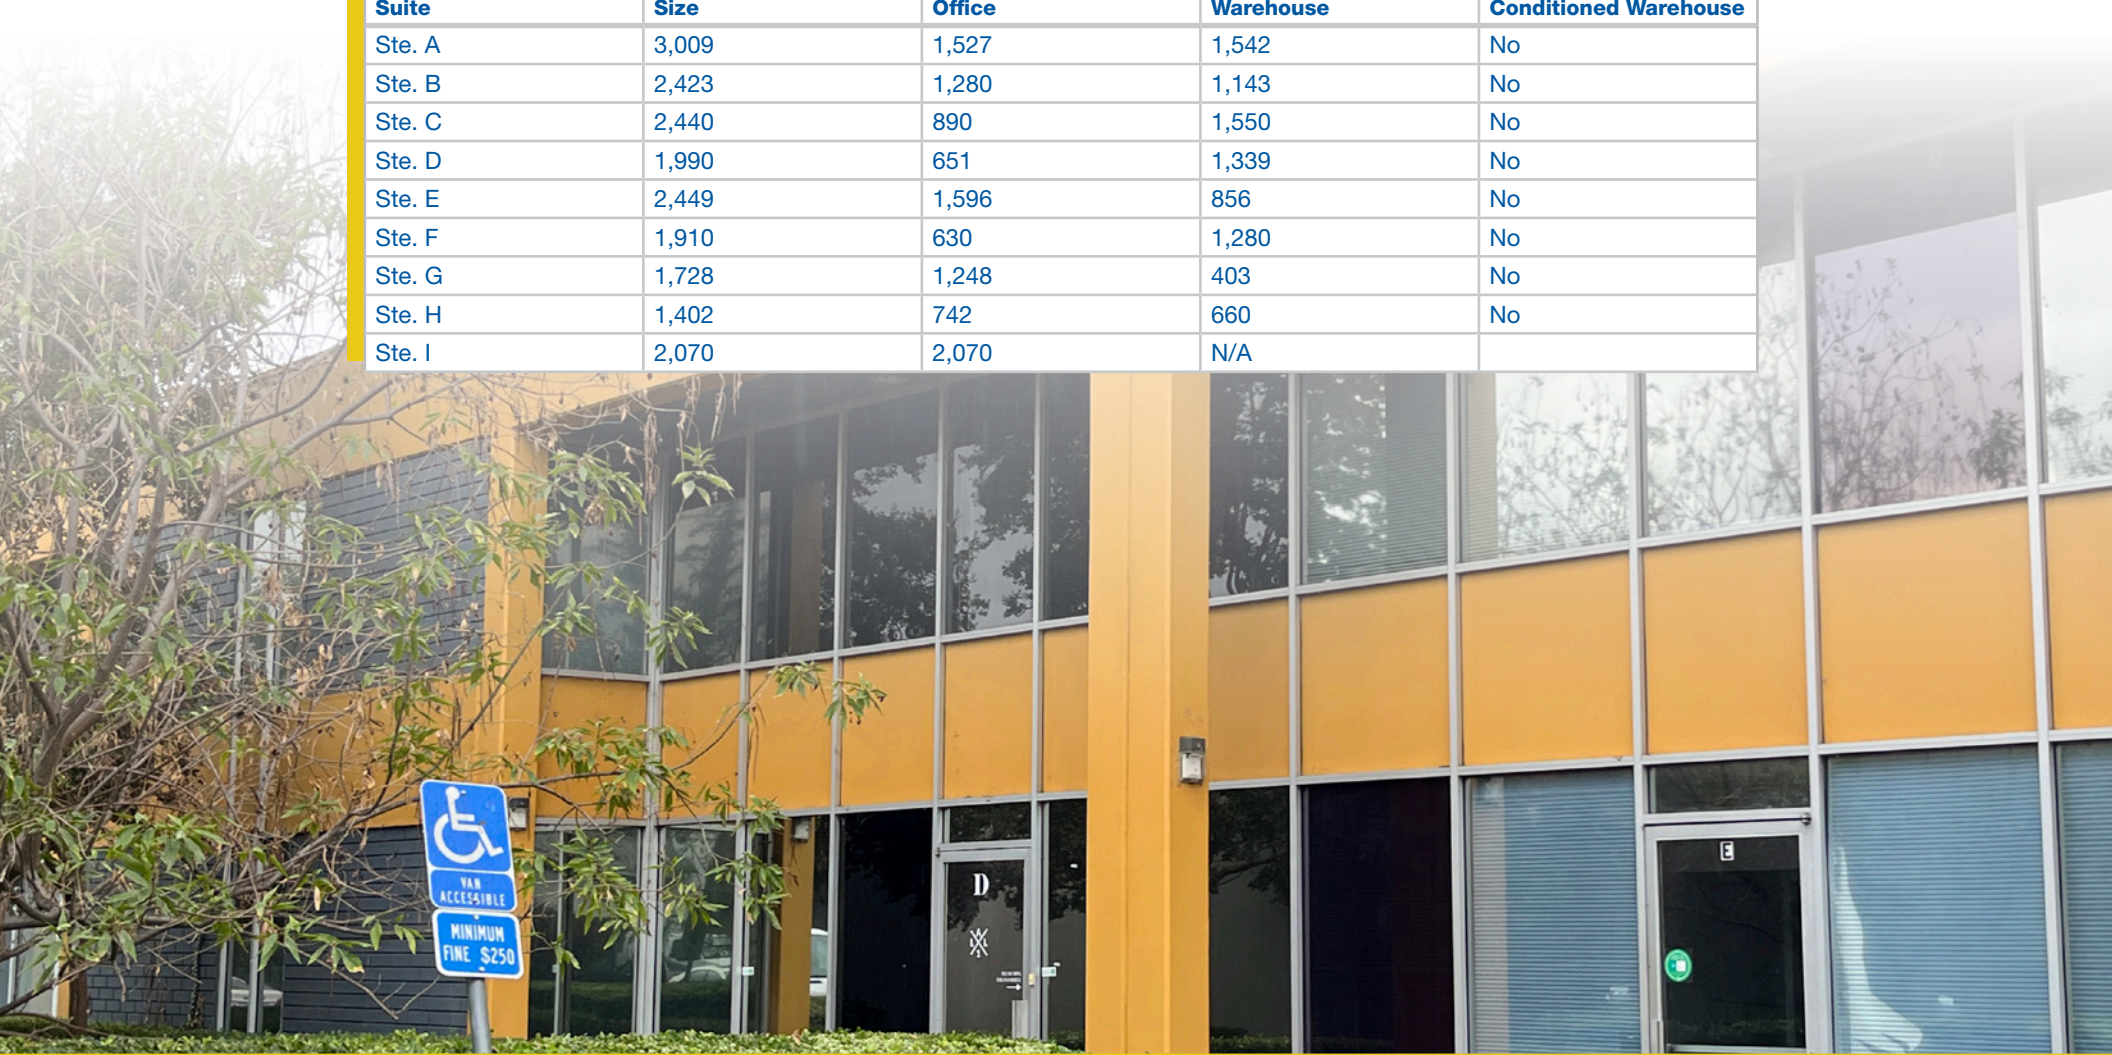 Suite Size Office Warehouse Conditioned Warehouse
Ste. A 3,009 1,527 1,542 No
Ste. B 2,423 1,280 1,143 No
Ste. C 2,440 890 1,550 No
Ste. D 1,990 651 1,339 No
Ste. E 2,449 1,596 856 No
Ste. F 1,910 630 1,280 No
Ste. G 1,728 1,248 403 No
Ste. H 1,402 742 660 No
Ste. I 2,070 2,070 N/A
VAN
ACCESSIBLE
MINIMUM
FINE $250
D
E